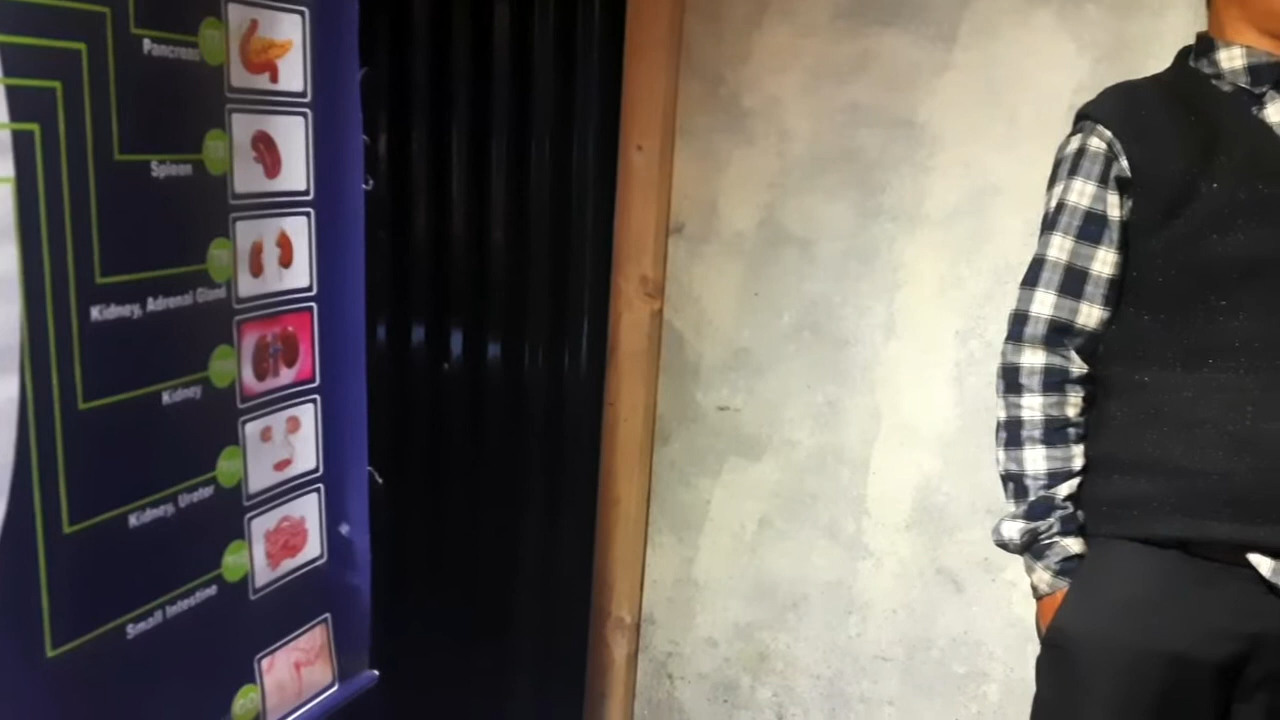 Pancreas
Spleen
Kidney, Adrenal Gland
Kidney
Kidney, Ureter
Small Intestine